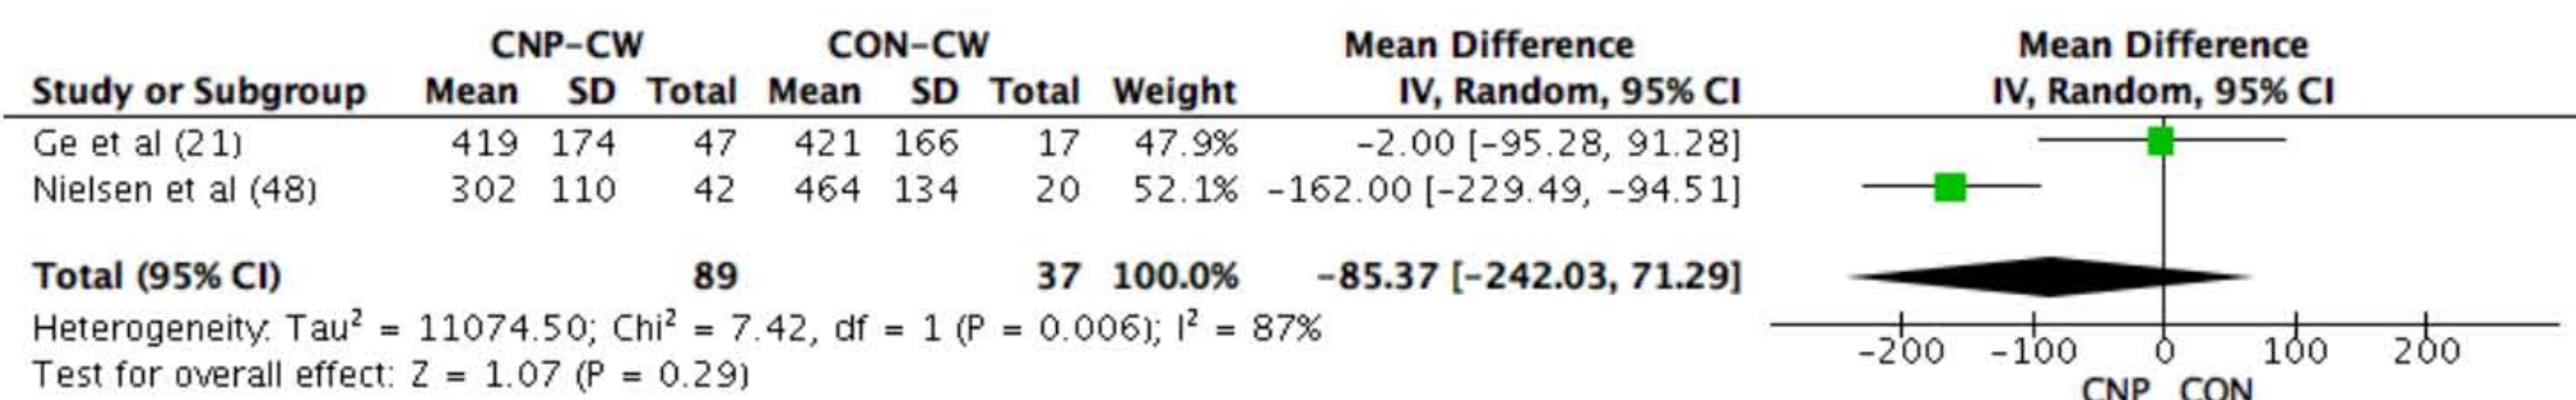 CNP-CW CON-CW Mean Difference Mean Difference
Study or Subgroup Mean SD Total Mean SD Total Weight IV, Random, 95% CI IV, Random, 95% CI
Ge et al (21) 419 174 47 421 166 17 47.9% -2.00 [-95.28, 91.28]
Nielsen et al (48) 302 110 42 464 134 20 52.1% -162.00 [-229.49, -94.51]
Total (95% CI) 89 37 100.0% -85.37 [-242.03, 71.29]
Heterogeneity: Tau² = 11074.50; Chi² = 7.42, df = 1 (P = 0.006); I² = 87%
Test for overall effect: Z = 1.07 (P = 0.29)
-200 -100 0 100 200
CNP CON